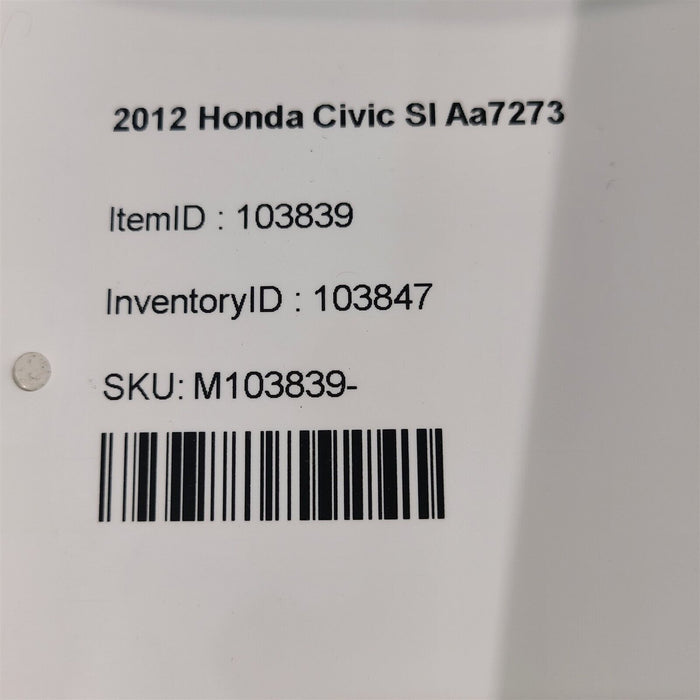 2012 Honda Civic SI Aa7273
ItemID : 103839
InventoryID : 103847
SKU: M103839-